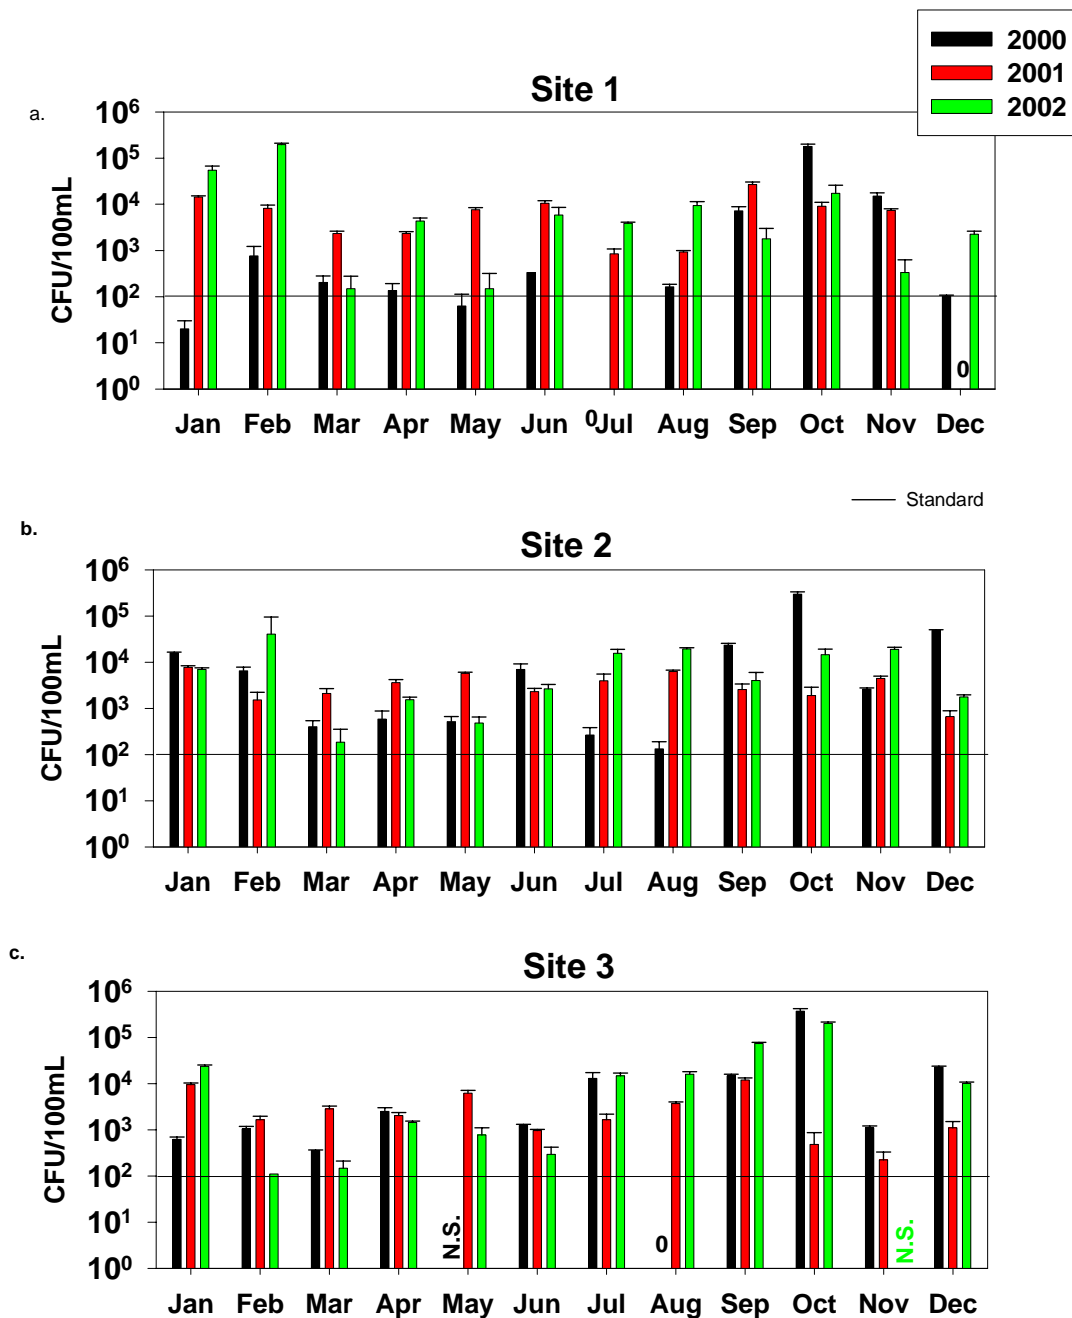 2000
2001
2002
Site 1
a.
CFU/100mL
10⁶
10⁵
10⁴
10³
10²
10¹
10⁰
0
0
Jan Feb Mar Apr May Jun Jul Aug Sep Oct Nov Dec
Standard
b.
Site 2
CFU/100mL
10⁶
10⁵
10⁴
10³
10²
10¹
10⁰
Jan Feb Mar Apr May Jun Jul Aug Sep Oct Nov Dec
c.
Site 3
CFU/100mL
10⁶
10⁵
10⁴
10³
10²
10¹
10⁰
N.S.
0
N.S.
Jan Feb Mar Apr May Jun Jul Aug Sep Oct Nov Dec